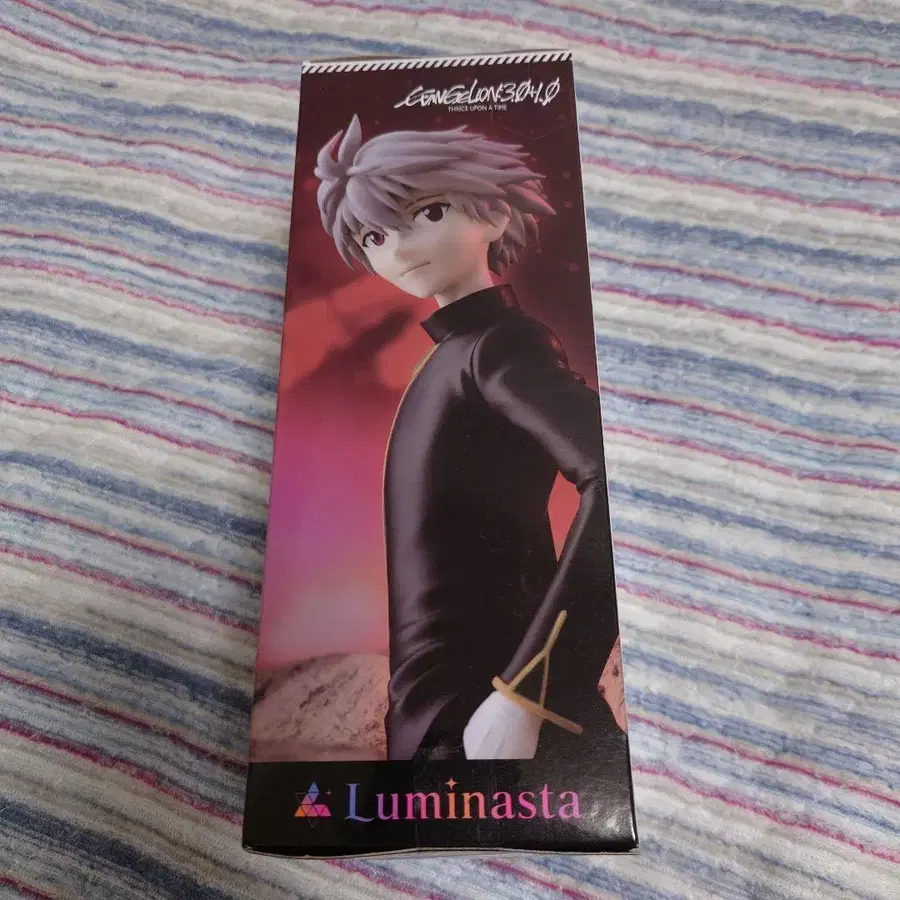 EVANGELION:3.0+1.0
THRICE UPON A TIME
Luminasta